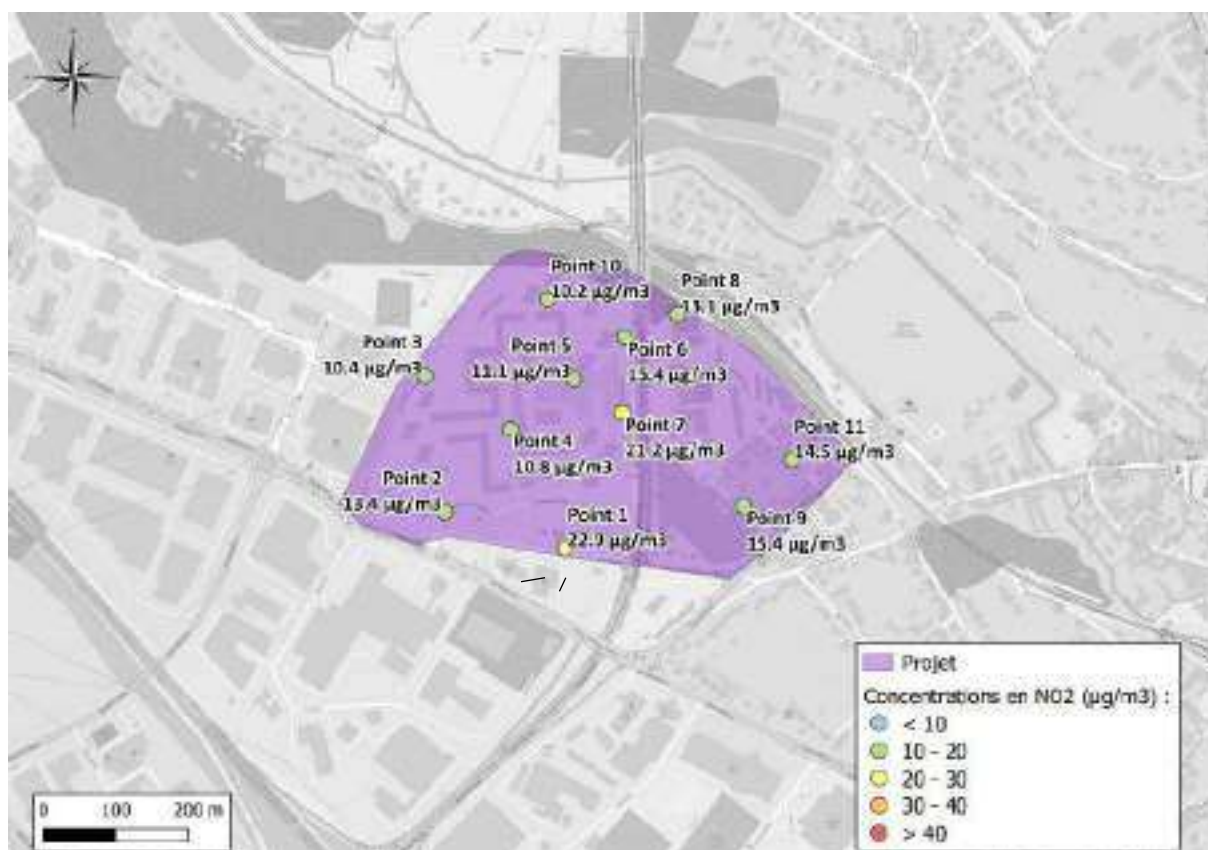 Point 10
10.2 µg/m3
Point 8
13.1 µg/m3
Point 3
10.4 µg/m3
Point 5
11.1 µg/m3
Point 6
15.4 µg/m3
Point 7
21.2 µg/m3
Point 4
10.8 µg/m3
Point 11
14.5 µg/m3
Point 2
13.4 µg/m3
Point 1
22.9 µg/m3
Point 9
15.4 µg/m3
Projet
Concentrations en NO2 (µg/m3) :
< 10
10 - 20
20 - 30
30 - 40
> 40
0 100 200 m